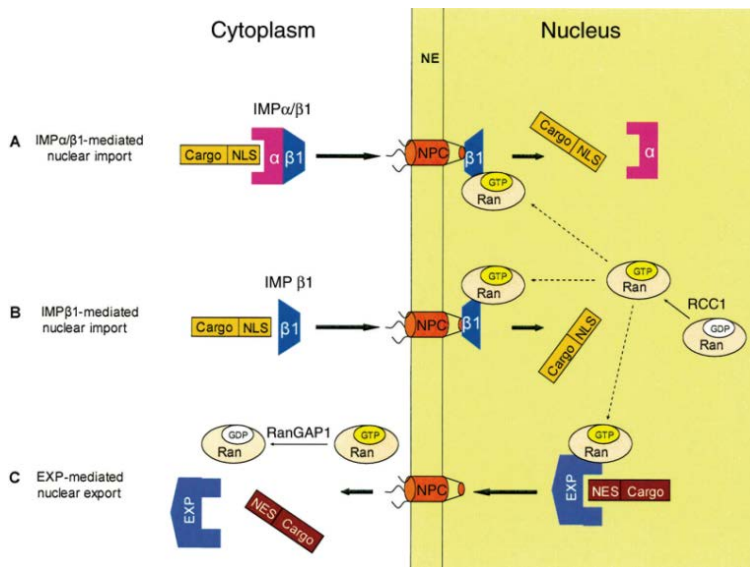 Cytoplasm
Nucleus
NE
IMPα/β1
A
IMPα/β1-mediated
nuclear import
Cargo NLS
α β1
NPC
β1
GTP
Ran
Cargo NLS
α
GTP
Ran
RCC1
GDP
Ran
GTP
Ran
IMP β1
B
IMPβ1-mediated
nuclear import
Cargo NLS
β1
NPC
β1
Cargo NLS
GDP
Ran
RanGAP1
GTP
Ran
GTP
Ran
C
EXP-mediated
nuclear export
EXP
NES Cargo
NPC
EXP
NES Cargo